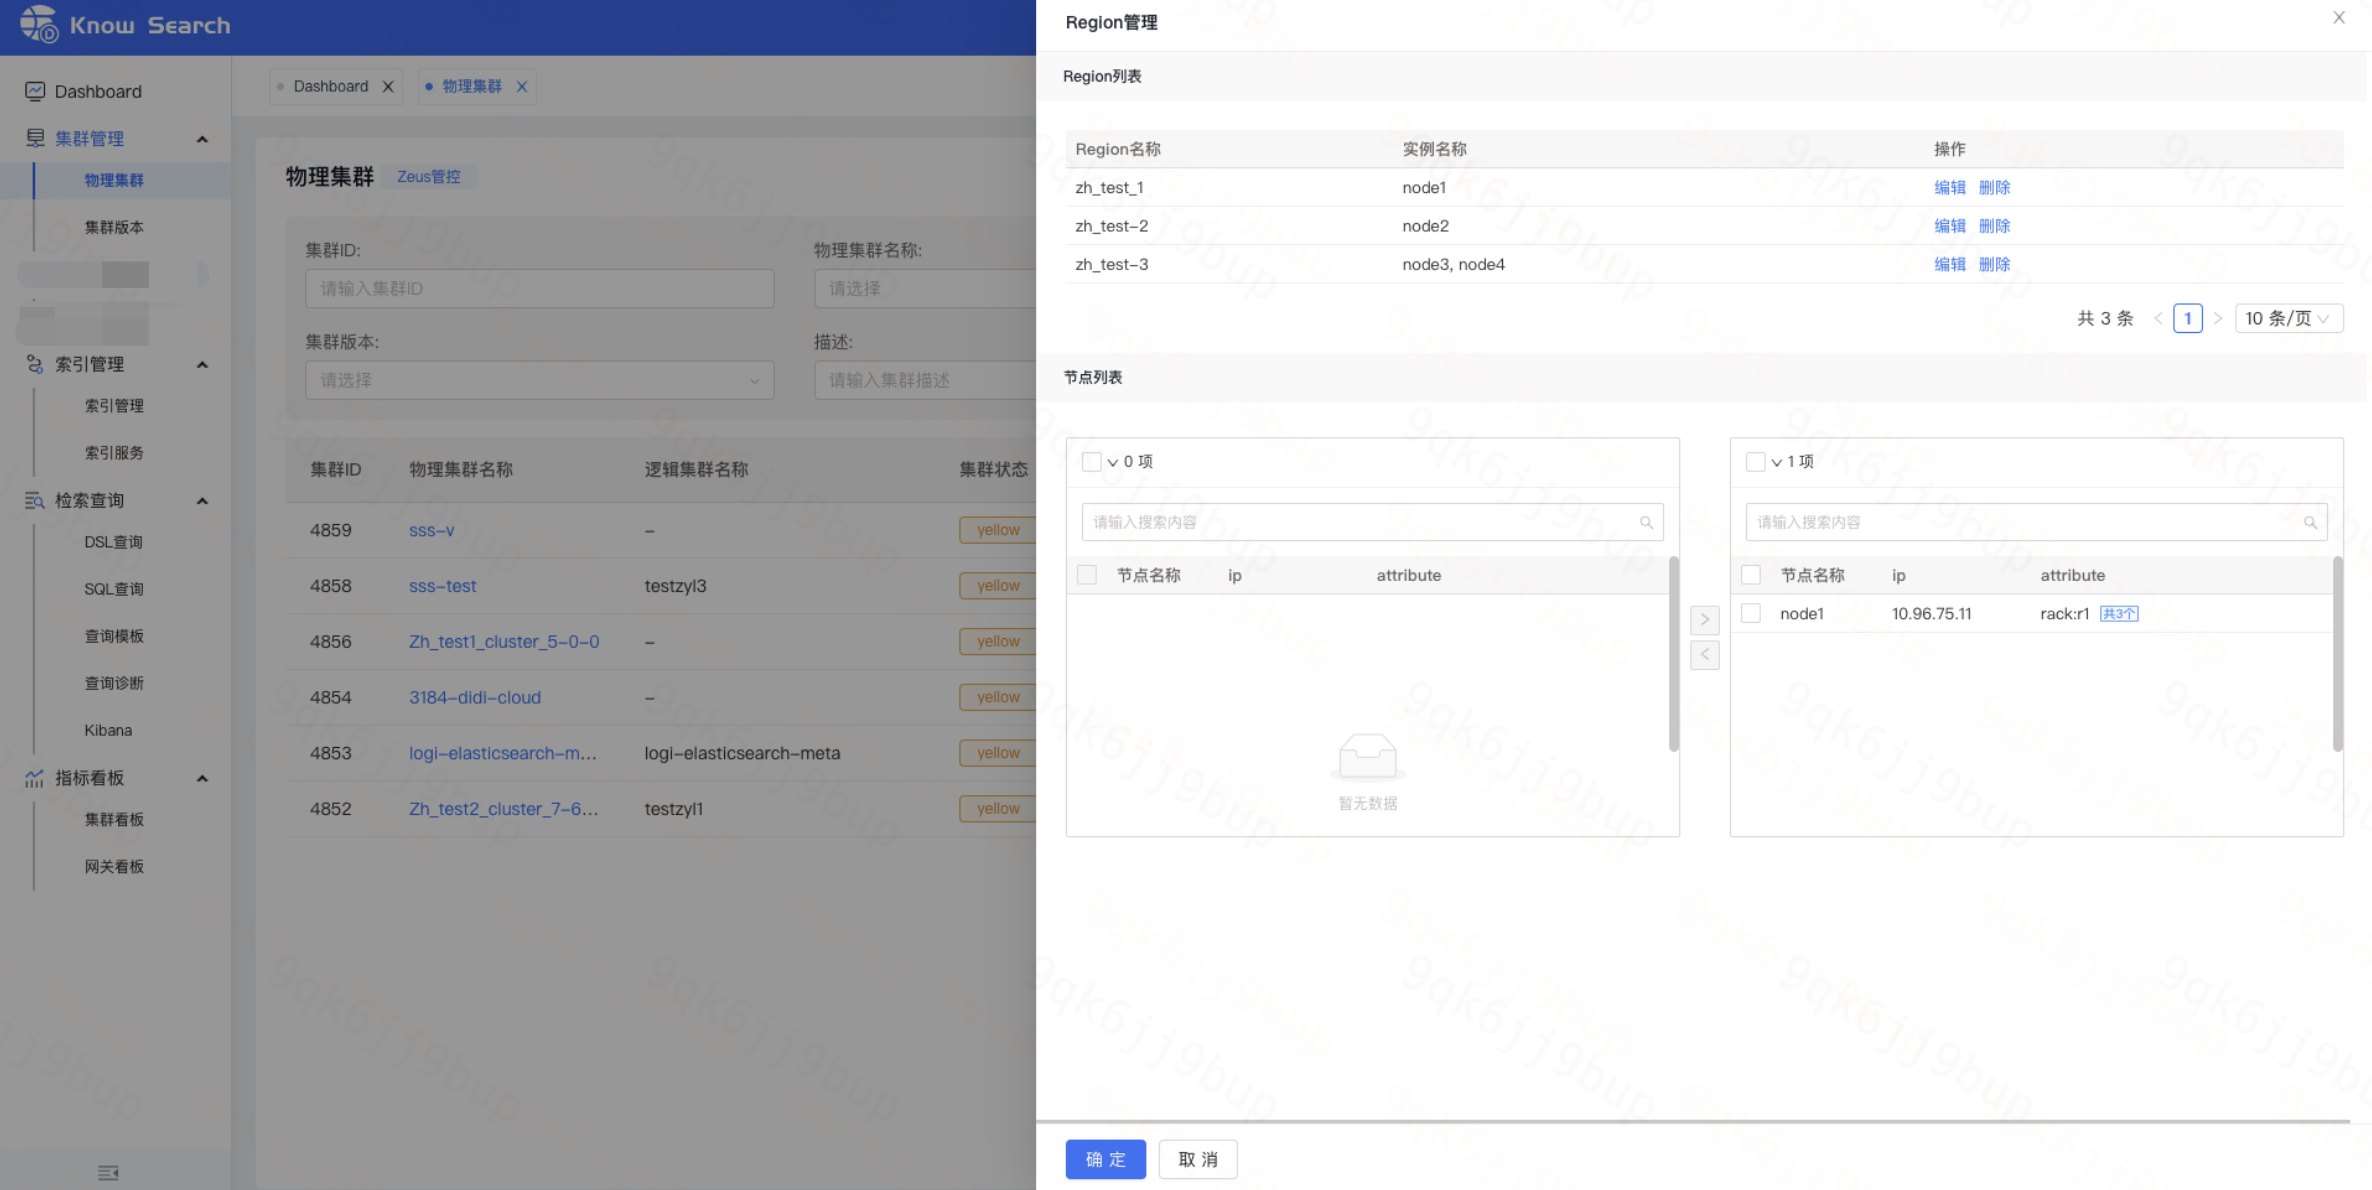 Know Search
Dashboard
集群管理
物理集群
集群版本
索引管理
索引管理
索引服务
检索查询
DSL查询
SQL查询
查询模板
查询诊断
Kibana
指标看板
集群看板
网关看板
Dashboard
物理集群
物理集群 Zeus管控
集群ID: 物理集群名称:
请输入集群ID 请选择
集群版本: 描述:
请选择 请输入集群描述
集群ID 物理集群名称 逻辑集群名称 集群状态
4859 sss-v - yellow
4858 sss-test testzyl3 yellow
4856 Zh_test1_cluster_5-0-0 - yellow
4854 3184-didi-cloud - yellow
4853 logi-elasticsearch-m... logi-elasticsearch-meta yellow
4852 Zh_test2_cluster_7-6... testzyl1 yellow
Region管理
Region列表
Region名称 实例名称 操作
zh_test_1 node1 编辑 删除
zh_test-2 node2 编辑 删除
zh_test-3 node3, node4 编辑 删除
共 3 条 < 1 > 10 条/页
节点列表
0 项
请输入搜索内容
节点名称 ip attribute
暂无数据
1 项
请输入搜索内容
节点名称 ip attribute
node1 10.96.75.11 rack:r1 共3个
确 定 取 消
9qk6jj9bup